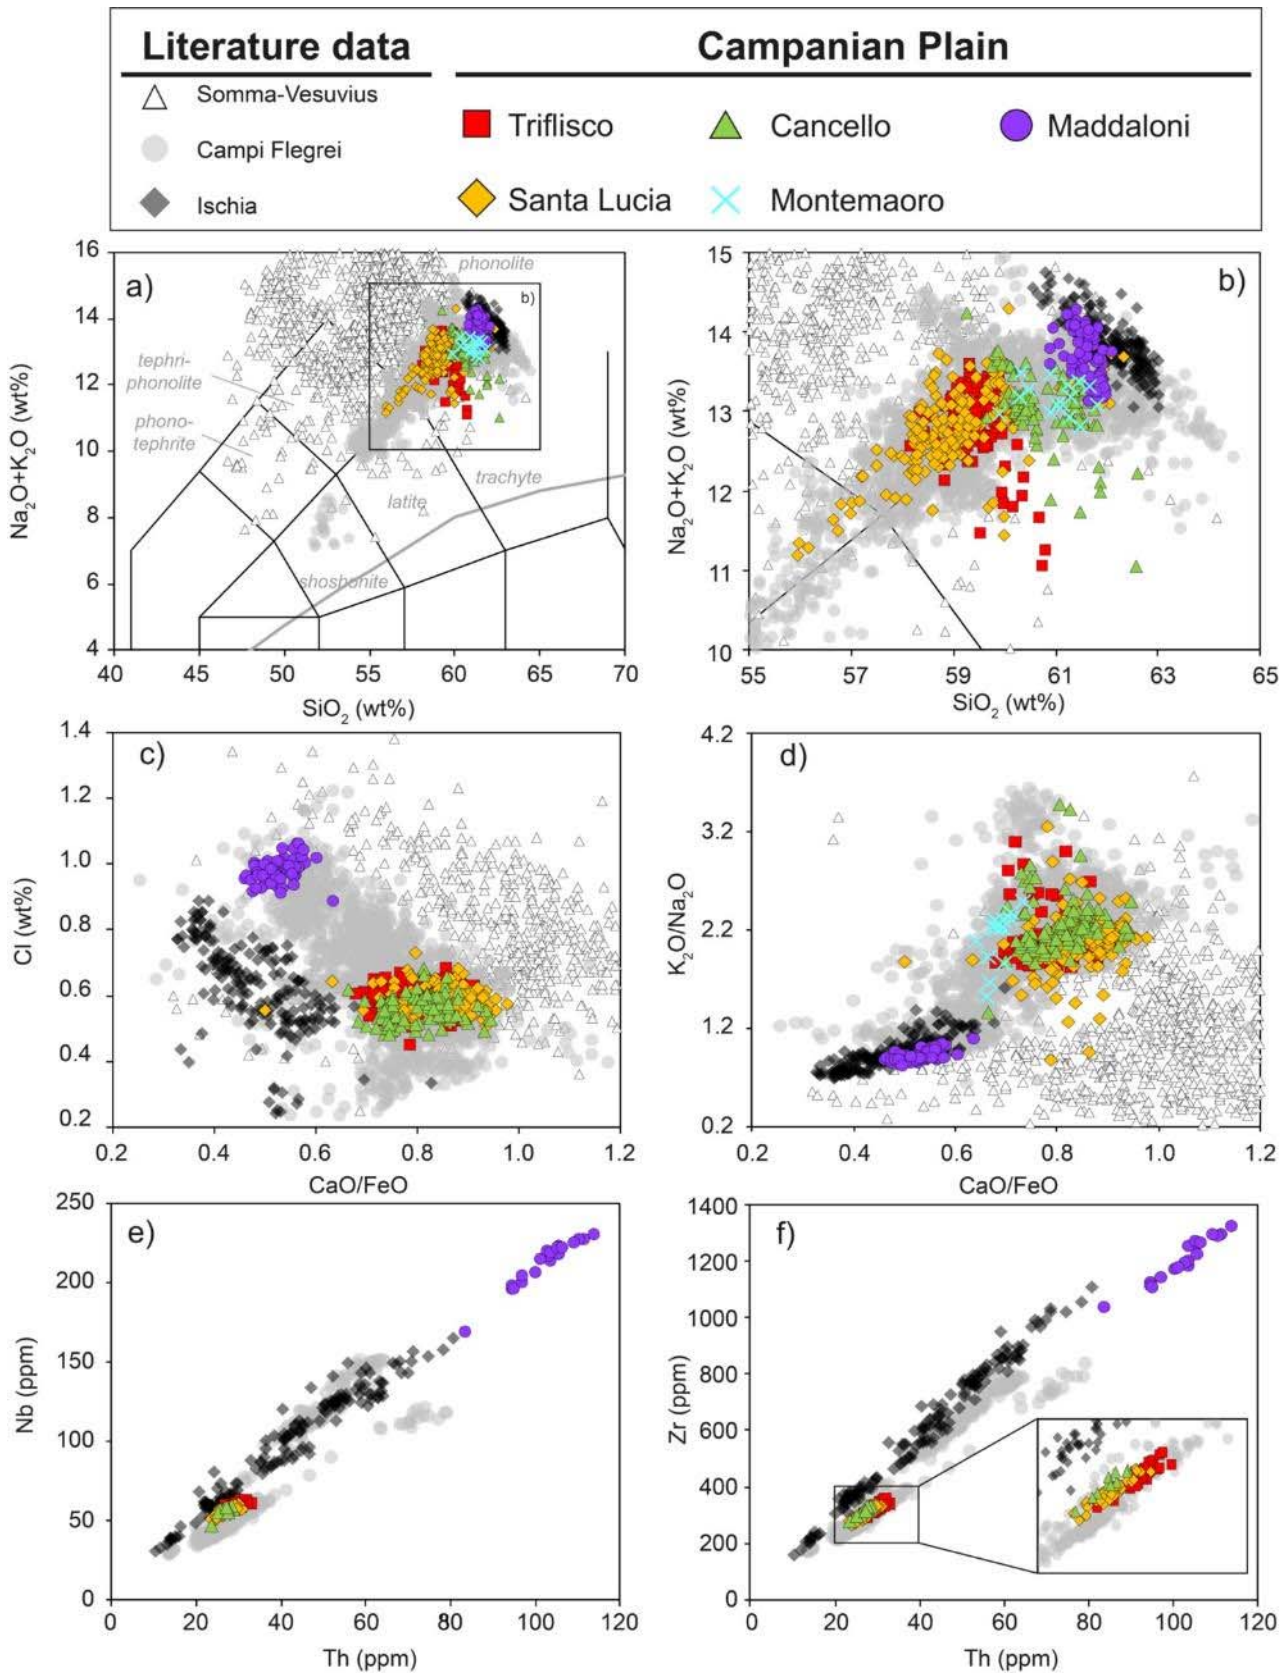 Literature data
Campanian Plain
Somma-Vesuvius
Campi Flegrei
Ischia
Triflisco
Cancello
Maddaloni
Santa Lucia
Montemaoro
a)
b)
phonolite
tephri-
phonolite
phono-
tephrite
latite
trachyte
shoshonite
16
14
12
10
8
6
4
40
45
50
55
60
65
70
Na₂O+K₂O (wt%)
SiO₂ (wt%)
b)
15
14
13
12
11
10
55
57
59
61
63
65
Na₂O+K₂O (wt%)
SiO₂ (wt%)
c)
1.4
1.2
1.0
0.8
0.6
0.4
0.2
0.2
0.4
0.6
0.8
1.0
1.2
Cl (wt%)
CaO/FeO
d)
4.2
3.2
2.2
1.2
0.2
0.2
0.4
0.6
0.8
1.0
1.2
K₂O/Na₂O
CaO/FeO
e)
250
200
150
100
50
0
0
20
40
60
80
100
120
Nb (ppm)
Th (ppm)
f)
1400
1200
1000
800
600
400
200
0
0
20
40
60
80
100
120
Zr (ppm)
Th (ppm)